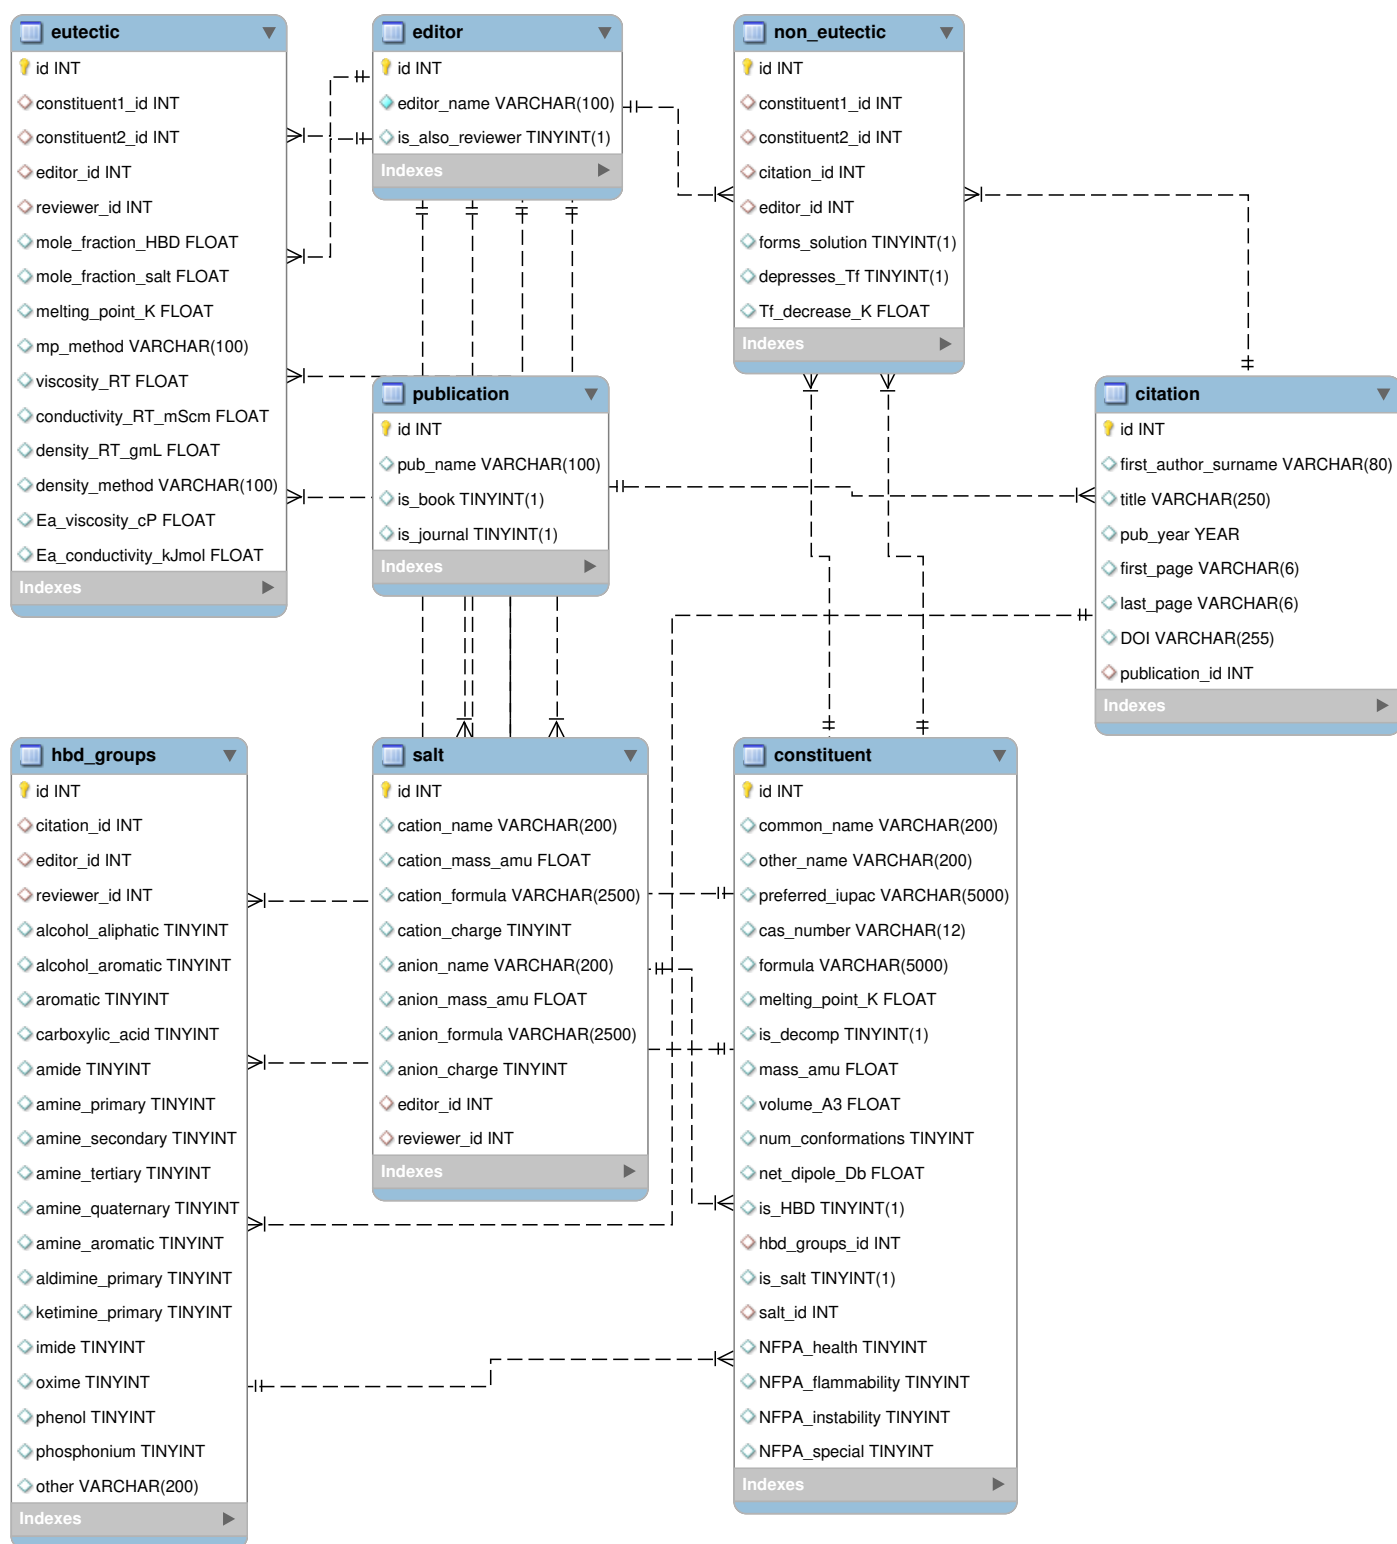 eutectic
id INT
constituent1_id INT
constituent2_id INT
editor_id INT
reviewer_id INT
mole_fraction_HBD FLOAT
mole_fraction_salt FLOAT
melting_point_K FLOAT
mp_method VARCHAR(100)
viscosity_RT FLOAT
conductivity_RT_mScm FLOAT
density_RT_gmL FLOAT
density_method VARCHAR(100)
Ea_viscosity_cP FLOAT
Ea_conductivity_kJmol FLOAT
Indexes
editor
id INT
editor_name VARCHAR(100)
is_also_reviewer TINYINT(1)
Indexes
non_eutectic
id INT
constituent1_id INT
constituent2_id INT
citation_id INT
editor_id INT
forms_solution TINYINT(1)
depresses_Tf TINYINT(1)
Tf_decrease_K FLOAT
Indexes
publication
id INT
pub_name VARCHAR(100)
is_book TINYINT(1)
is_journal TINYINT(1)
Indexes
citation
id INT
first_author_surname VARCHAR(80)
title VARCHAR(250)
pub_year YEAR
first_page VARCHAR(6)
last_page VARCHAR(6)
DOI VARCHAR(255)
publication_id INT
Indexes
hbd_groups
id INT
citation_id INT
editor_id INT
reviewer_id INT
alcohol_aliphatic TINYINT
alcohol_aromatic TINYINT
aromatic TINYINT
carboxylic_acid TINYINT
amide TINYINT
amine_primary TINYINT
amine_secondary TINYINT
amine_tertiary TINYINT
amine_quaternary TINYINT
amine_aromatic TINYINT
aldimine_primary TINYINT
ketimine_primary TINYINT
imide TINYINT
oxime TINYINT
phenol TINYINT
phosphonium TINYINT
other VARCHAR(200)
Indexes
salt
id INT
cation_name VARCHAR(200)
cation_mass_amu FLOAT
cation_formula VARCHAR(2500)
cation_charge TINYINT
anion_name VARCHAR(200)
anion_mass_amu FLOAT
anion_formula VARCHAR(2500)
anion_charge TINYINT
editor_id INT
reviewer_id INT
Indexes
constituent
id INT
common_name VARCHAR(200)
other_name VARCHAR(200)
preferred_iupac VARCHAR(5000)
cas_number VARCHAR(12)
formula VARCHAR(5000)
melting_point_K FLOAT
is_decomp TINYINT(1)
mass_amu FLOAT
volume_A3 FLOAT
num_conformations TINYINT
net_dipole_Db FLOAT
is_HBD TINYINT(1)
hbd_groups_id INT
is_salt TINYINT(1)
salt_id INT
NFPA_health TINYINT
NFPA_flammability TINYINT
NFPA_instability TINYINT
NFPA_special TINYINT
Indexes